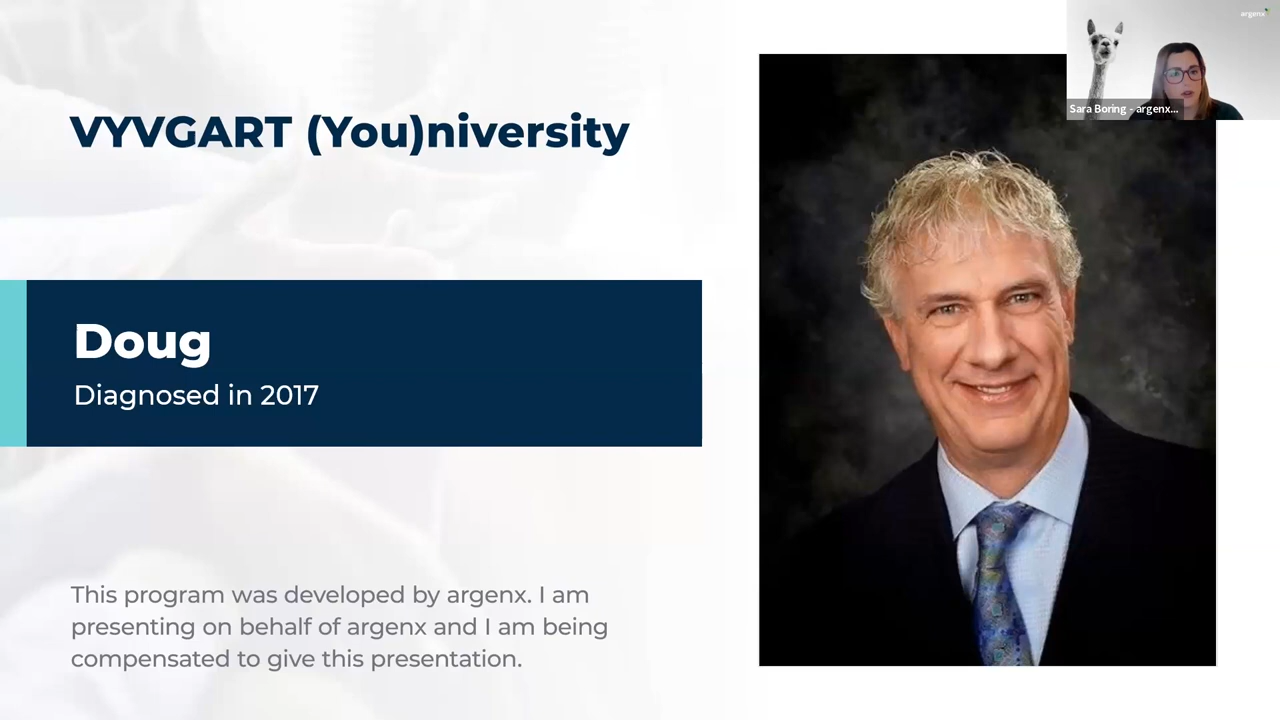 VYVGART (You)niversity
Doug
Diagnosed in 2017
This program was developed by argenx. I am
presenting on behalf of argenx and I am being
compensated to give this presentation.
argenx
Sara Boring - argenx...